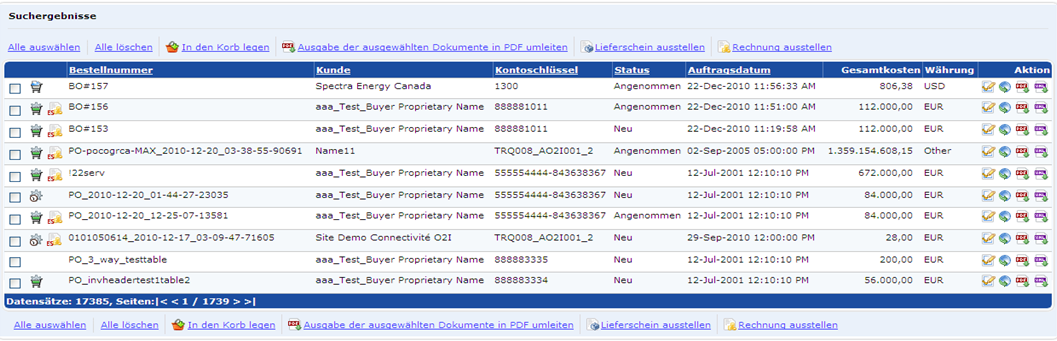 Suchergebnisse
Alle auswählen Alle löschen In den Korb legen Ausgabe der ausgewählten Dokumente in PDF umleiten Lieferschein ausstellen Rechnung ausstellen
Bestellnummer Kunde Kontoschlüssel Status Auftragsdatum Gesamtkosten Währung Aktion
BO#157 Spectra Energy Canada 1300 Angenommen 22-Dec-2010 11:56:33 AM 806,38 USD
BO#156 aaa_Test_Buyer Proprietary Name 888881011 Angenommen 22-Dec-2010 11:51:00 AM 112.000,00 EUR
BO#153 aaa_Test_Buyer Proprietary Name 888881011 Neu 22-Dec-2010 11:19:58 AM 112.000,00 EUR
PO-pocogrca-MAX_2010-12-20_03-38-55-90691 Name11 TRQ008_AO2I001_2 Angenommen 02-Sep-2005 05:00:00 PM 1.359.154.608,15 Other
!22serv aaa_Test_Buyer Proprietary Name 555554444-843638367 Neu 12-Jul-2001 12:10:10 PM 672.000,00 EUR
PO_2010-12-20_01-44-27-23035 aaa_Test_Buyer Proprietary Name 555554444-843638367 Neu 12-Jul-2001 12:10:10 PM 84.000,00 EUR
PO_2010-12-20_12-25-07-13581 aaa_Test_Buyer Proprietary Name 555554444-843638367 Angenommen 12-Jul-2001 12:10:10 PM 84.000,00 EUR
0101050614_2010-12-17_03-09-47-71605 Site Demo Connectivité O2I TRQ008_AO2I001_2 Neu 29-Sep-2010 12:00:00 PM 28,00 EUR
PO_3_way_testtable aaa_Test_Buyer Proprietary Name 888883335 Neu 12-Jul-2001 12:10:10 PM 200,00 EUR
PO_invheadertest1table2 aaa_Test_Buyer Proprietary Name 888883334 Neu 12-Jul-2001 12:10:10 PM 56.000,00 EUR
Datensätze: 17385, Seiten:|< < 1 / 1739 > >|
Alle auswählen Alle löschen In den Korb legen Ausgabe der ausgewählten Dokumente in PDF umleiten Lieferschein ausstellen Rechnung ausstellen